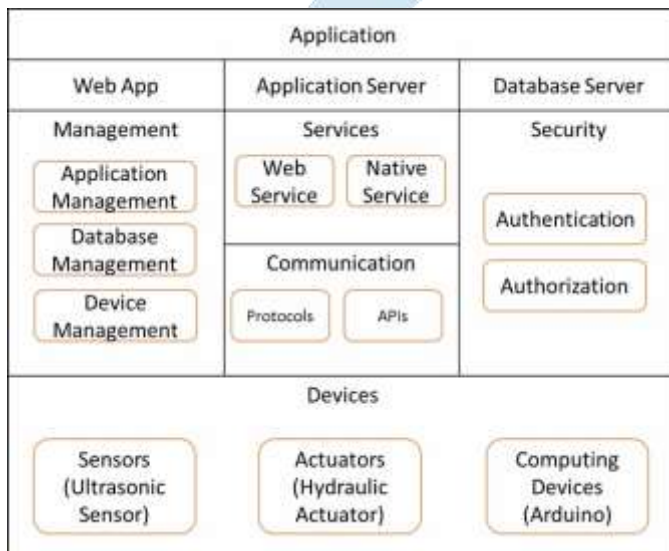 Application
Web App
Application Server
Database Server
Management
Application
Management
Database
Management
Device
Management
Services
Web
Service
Native
Service
Communication
Protocols
APIs
Security
Authentication
Authorization
Devices
Sensors
(Ultrasonic
Sensor)
Actuators
(Hydraulic
Actuator)
Computing
Devices
(Arduino)